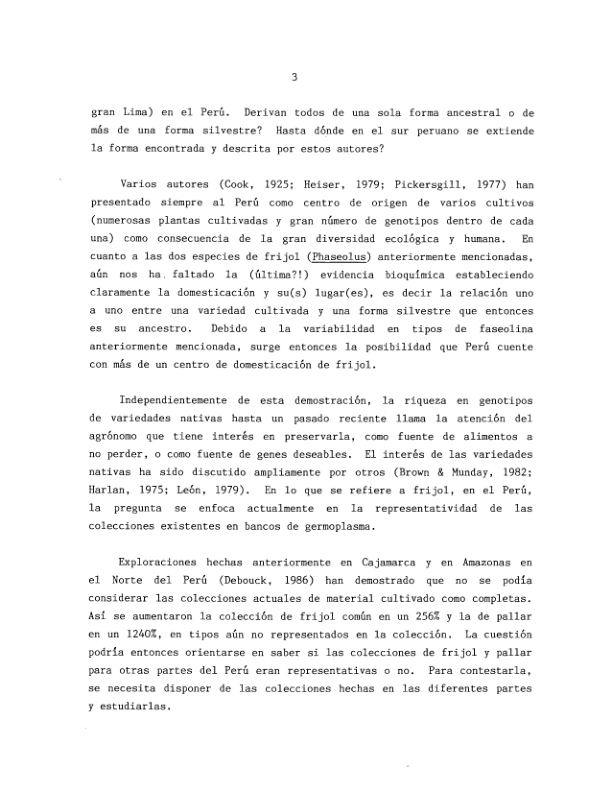 3
gran Lima) en el Perú. Derivan todos de una sola forma ancestral o de
más de una forma silvestre? Hasta dónde en el sur peruano se extiende
la forma encontrada y descrita por estos autores?
Varios autores (Cook, 1925; Heiser, 1979; Pickersgill, 1977) han
presentado siempre al Perú como centro de origen de varios cultivos
(numerosas plantas cultivadas y gran número de genotipos dentro de cada
una) como consecuencia de la gran diversidad ecológica y humana. En
cuanto a las dos especies de frijol (Phaseolus) anteriormente mencionadas,
aún nos ha faltado la (última?!) evidencia bioquímica estableciendo
claramente la domesticación y su(s) lugar(es), es decir la relación uno
a uno entre una variedad cultivada y una forma silvestre que entonces
es su ancestro. Debido a la variabilidad en tipos de faseolina
anteriormente mencionada, surge entonces la posibilidad que Perú cuente
con más de un centro de domesticación de frijol.
Independientemente de esta demostración, la riqueza en genotipos
de variedades nativas hasta un pasado reciente llama la atención del
agrónomo que tiene interés en preservarla, como fuente de alimentos a
no perder, o como fuente de genes deseables. El interés de las variedades
nativas ha sido discutido ampliamente por otros (Brown & Munday, 1982;
Harlan, 1975; León, 1979). En lo que se refiere a frijol, en el Perú,
la pregunta se enfoca actualmente en la representatividad de las
colecciones existentes en bancos de germoplasma.
Exploraciones hechas anteriormente en Cajamarca y en Amazonas en
el Norte del Perú (Debouck, 1986) han demostrado que no se podía
considerar las colecciones actuales de material cultivado como completas.
Así se aumentaron la colección de frijol común en un 256% y la de pallar
en un 1240%, en tipos aún no representados en la colección. La cuestión
podría entonces orientarse en saber si las colecciones de frijol y pallar
para otras partes del Perú eran representativas o no. Para contestarla,
se necesita disponer de las colecciones hechas en las diferentes partes
y estudiarlas.